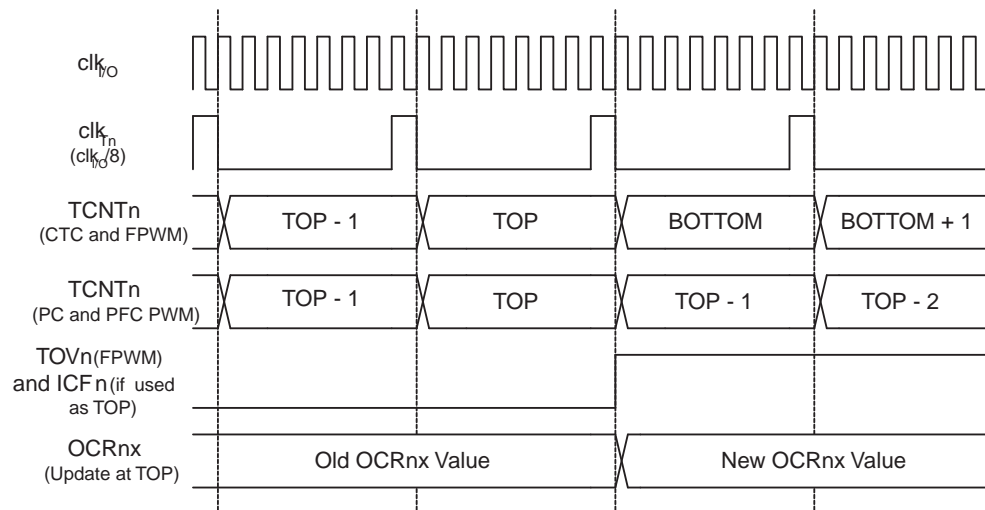 clkI/O
clkTn
(clkI/O/8)
TCNTn
(CTC and FPWM)
TOP - 1 TOP BOTTOM BOTTOM + 1
TCNTn
(PC and PFC PWM)
TOP - 1 TOP TOP - 1 TOP - 2
TOVn(FPWM)
and ICFn(if used
as TOP)
OCRnx
(Update at TOP)
Old OCRnx Value New OCRnx Value